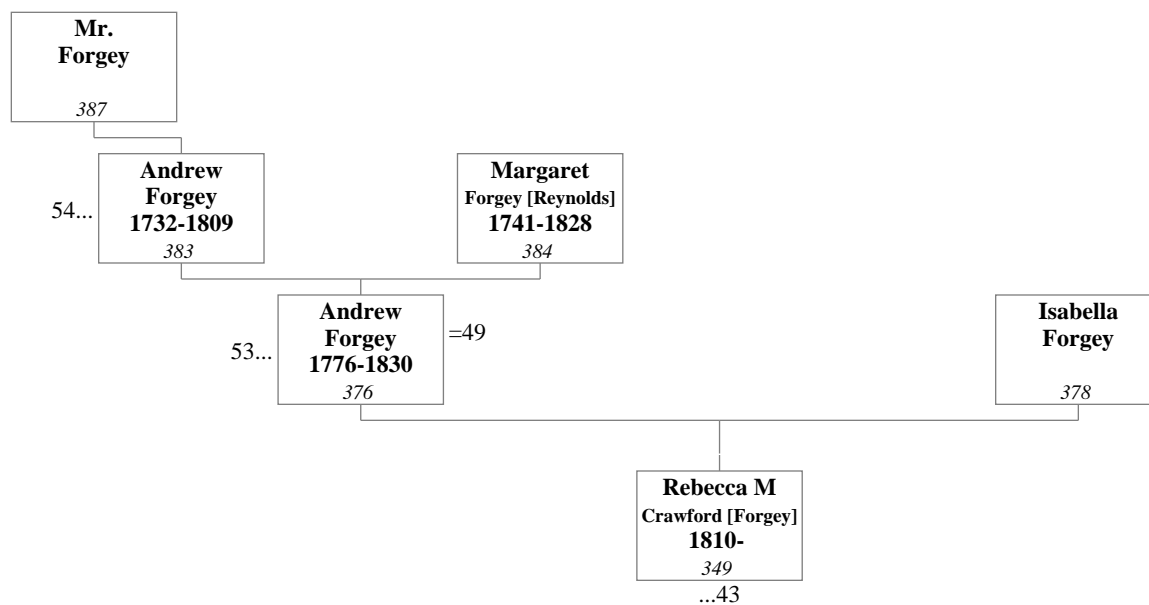 Mr.
Forgey
387
Andrew
Forgey
1732-1809
383
54...
Margaret
Forgey [Reynolds]
1741-1828
384
Andrew
Forgey
1776-1830
376
53...
=49
Isabella
Forgey
378
Rebecca M
Crawford [Forgey]
1810-
349
...43